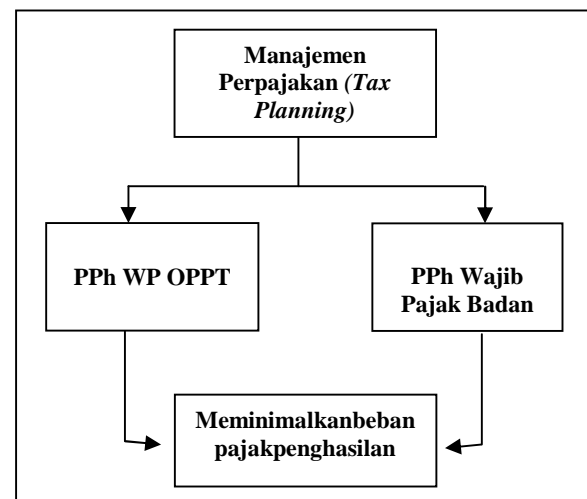 Manajemen
Perpajakan (Tax
Planning)
PPh WP OPPT
PPh Wajib
Pajak Badan
Meminimalkanbeban
pajakpenghasilan